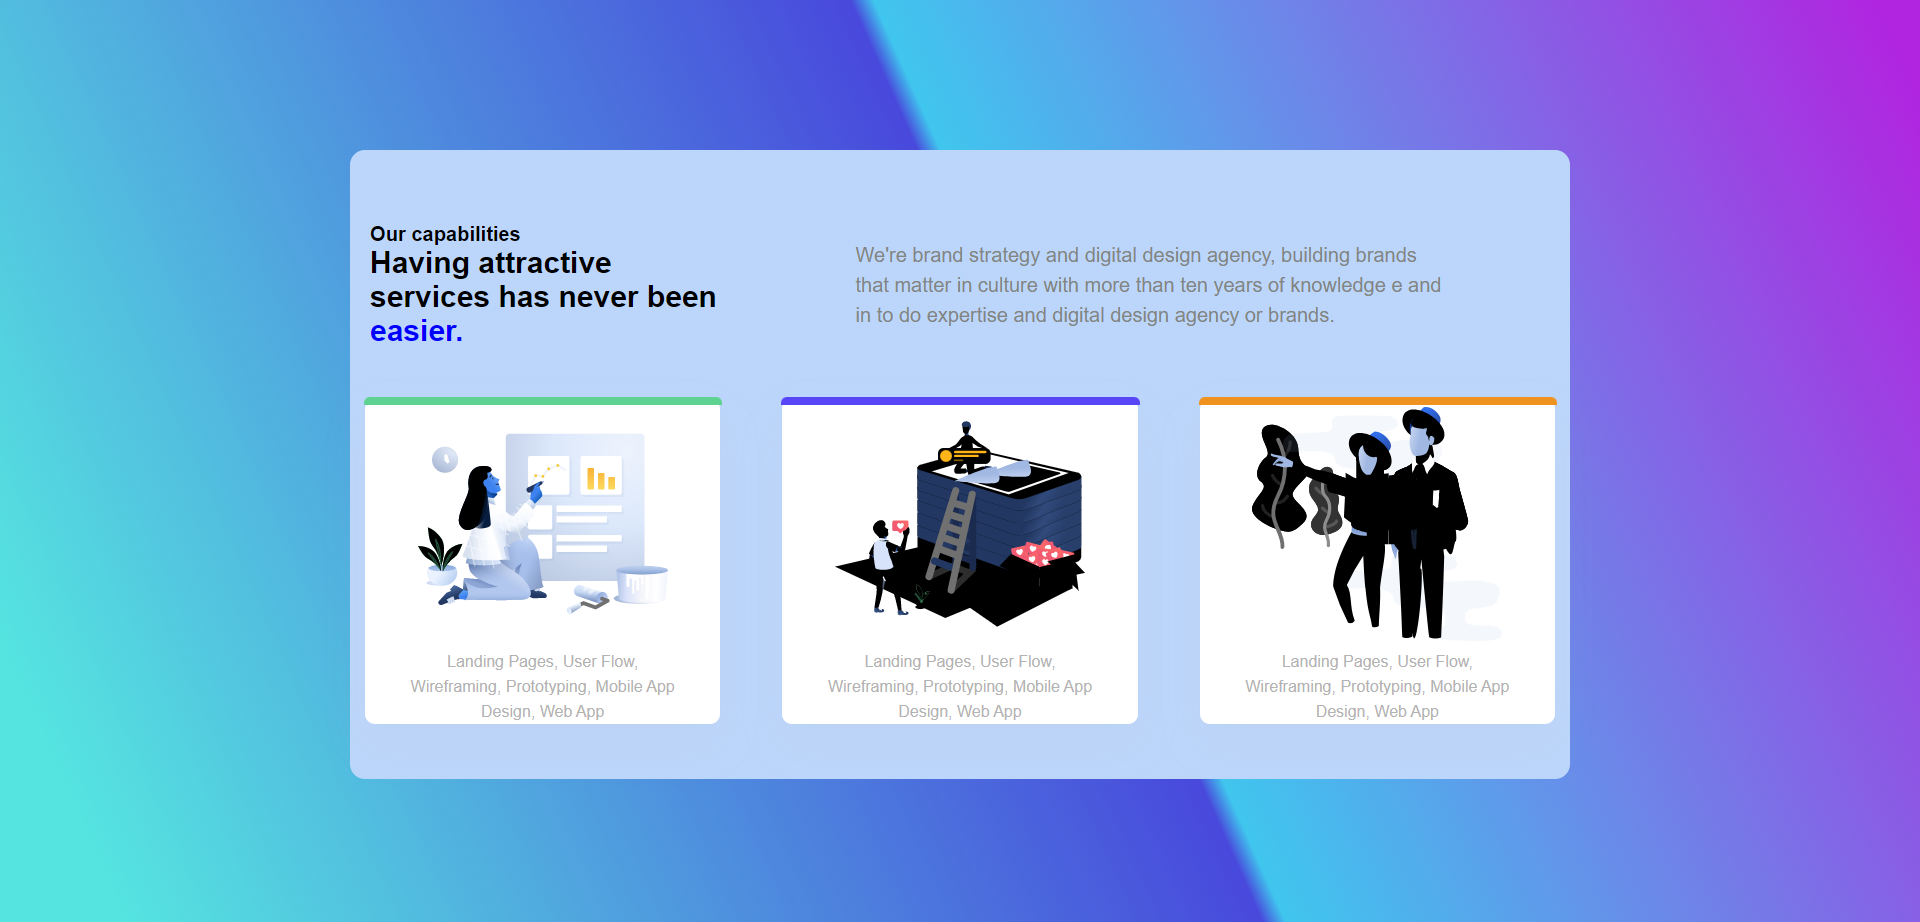 Our capabilities
Having attractive
services has never been
easier.
We're brand strategy and digital design agency, building brands
that matter in culture with more than ten years of knowledge e and
in to do expertise and digital design agency or brands.
Landing Pages, User Flow,
Wireframing, Prototyping, Mobile App
Design, Web App
Landing Pages, User Flow,
Wireframing, Prototyping, Mobile App
Design, Web App
Landing Pages, User Flow,
Wireframing, Prototyping, Mobile App
Design, Web App